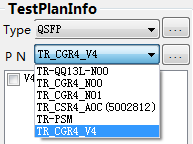 TestPlanInfo
Type QSFP ...
P N TR_CGR4_V4 ...
V4
TR-QQ13L-N00
TR_CGR4_N00
TR_CGR4_N01
TR_CSR4_AOC(5002812)
TR-PSM
TR_CGR4_V4